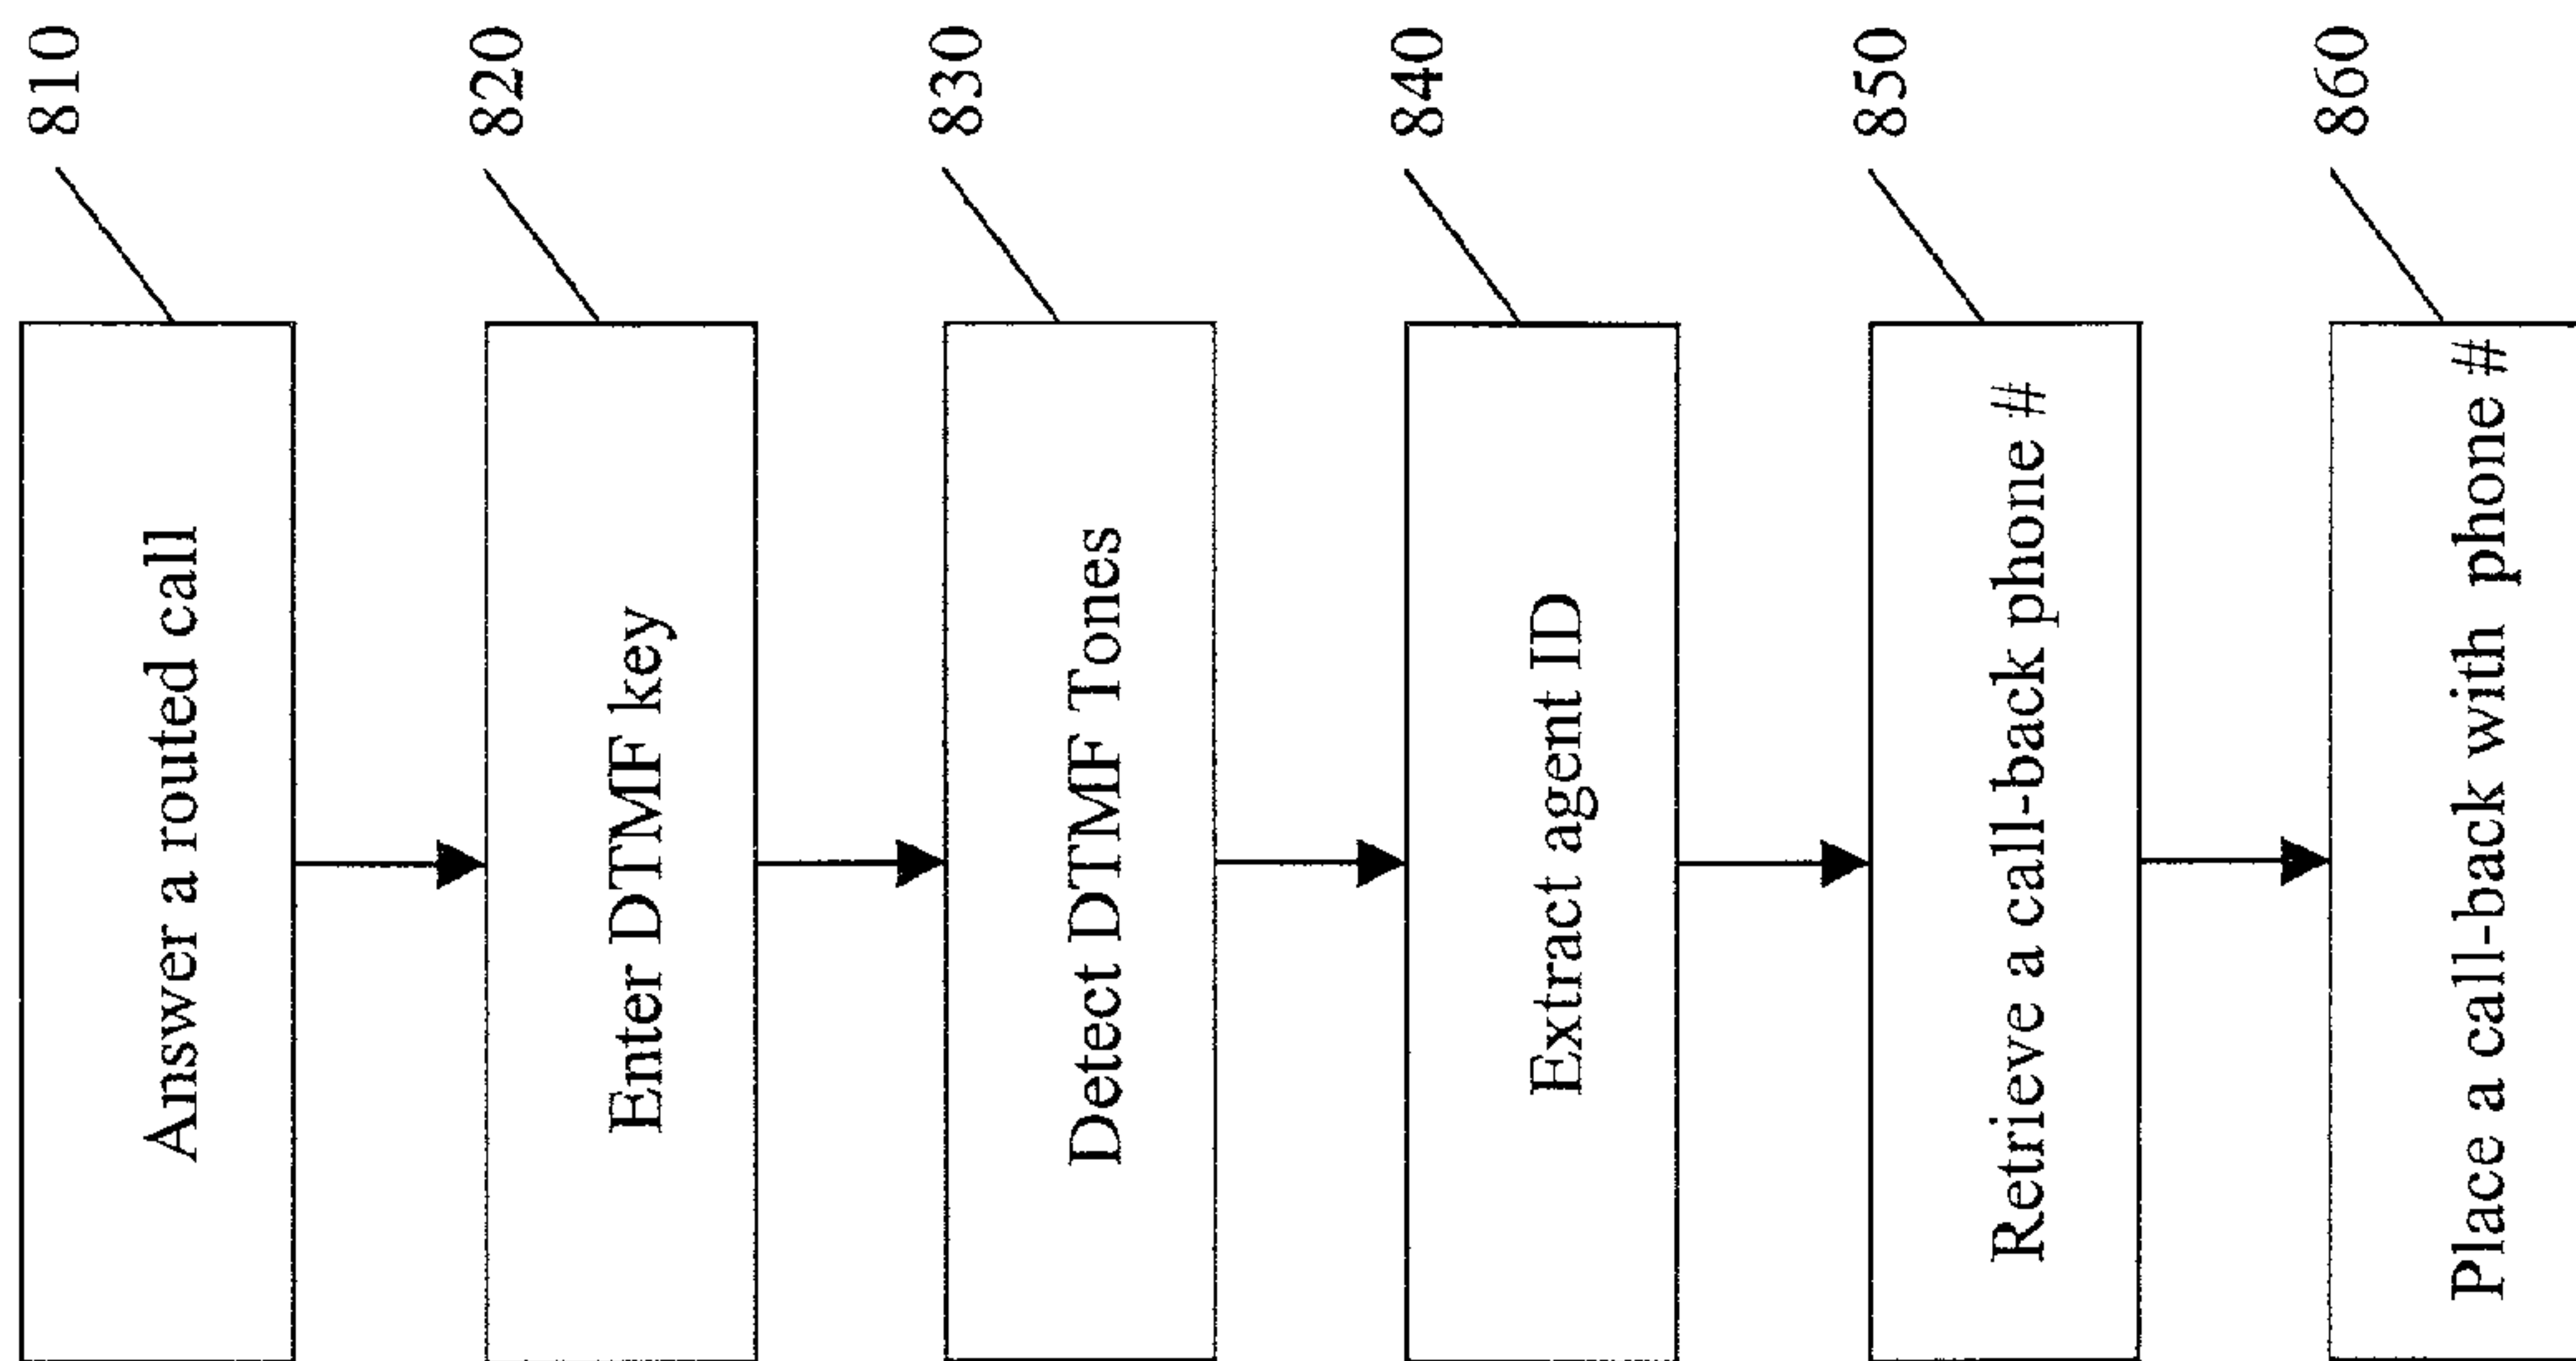 810
Answer a routed call
820
Enter DTMF key
830
Detect DTMF Tones
840
Extract agent ID
850
Retrieve a call-back phone #
860
Place a call-back with phone #